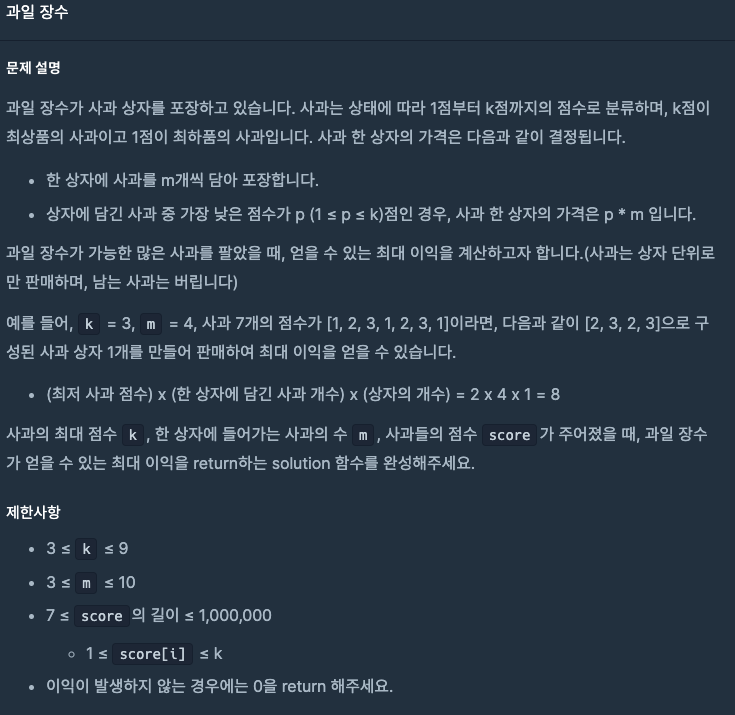 과일 장수
문제 설명
과일 장수가 사과 상자를 포장하고 있습니다. 사과는 상태에 따라 1점부터 k점까지의 점수로 분류하며, k점이
최상품의 사과이고 1점이 최하품의 사과입니다. 사과 한 상자의 가격은 다음과 같이 결정됩니다.
• 한 상자에 사과를 m개씩 담아 포장합니다.
• 상자에 담긴 사과 중 가장 낮은 점수가 p (1 ≤ p ≤ k)점인 경우, 사과 한 상자의 가격은 p * m 입니다.
과일 장수가 가능한 많은 사과를 팔았을 때, 얻을 수 있는 최대 이익을 계산하고자 합니다.(사과는 상자 단위로
만 판매하며, 남는 사과는 버립니다)
예를 들어, k = 3, m = 4, 사과 7개의 점수가 [1, 2, 3, 1, 2, 3, 1]이라면, 다음과 같이 [2, 3, 2, 3]으로 구
성된 사과 상자 1개를 만들어 판매하여 최대 이익을 얻을 수 있습니다.
• (최저 사과 점수) x (한 상자에 담긴 사과 개수) x (상자의 개수) = 2 x 4 x 1 = 8
사과의 최대 점수 k, 한 상자에 들어가는 사과의 수 m, 사과들의 점수 score가 주어졌을 때, 과일 장수
가 얻을 수 있는 최대 이익을 return하는 solution 함수를 완성해주세요.
제한사항
• 3 ≤ k ≤ 9
• 3 ≤ m ≤ 10
• 7 ≤ score의 길이 ≤ 1,000,000
◦ 1 ≤ score[i] ≤ k
• 이익이 발생하지 않는 경우에는 0을 return 해주세요.